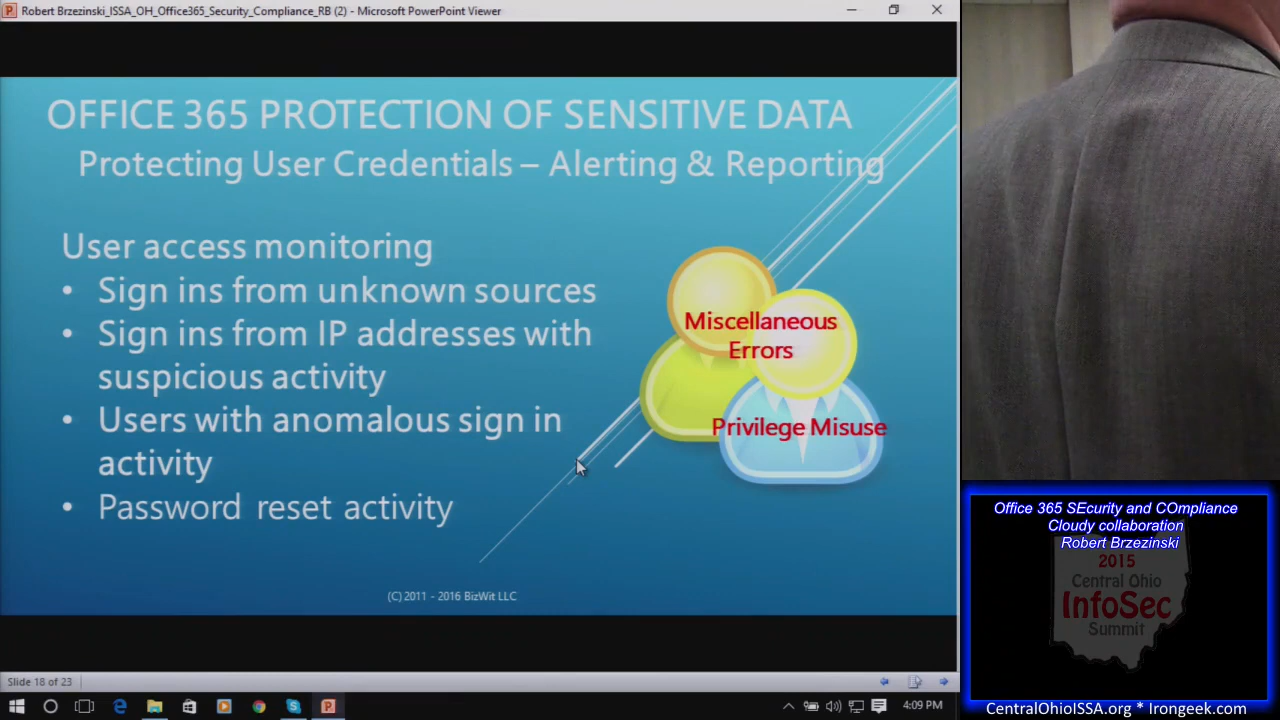 Robert Brzezinski_ISSA_OH_Office365_Security_Compliance_RB (2) - Microsoft PowerPoint Viewer
OFFICE 365 PROTECTION OF SENSITIVE DATA
Protecting User Credentials – Alerting & Reporting
User access monitoring
• Sign ins from unknown sources
• Sign ins from IP addresses with
suspicious activity
• Users with anomalous sign in
activity
• Password reset activity
Miscellaneous
Errors
Privilege Misuse
(C) 2011 - 2016 BizWit LLC
Slide 18 of 23
4:09 PM
Office 365 SEcurity and COmpliance
Cloudy collaboration
Robert Brzezinski
2015
Central Ohio
InfoSec
Summit
CentralOhioISSA.org * Irongeek.com